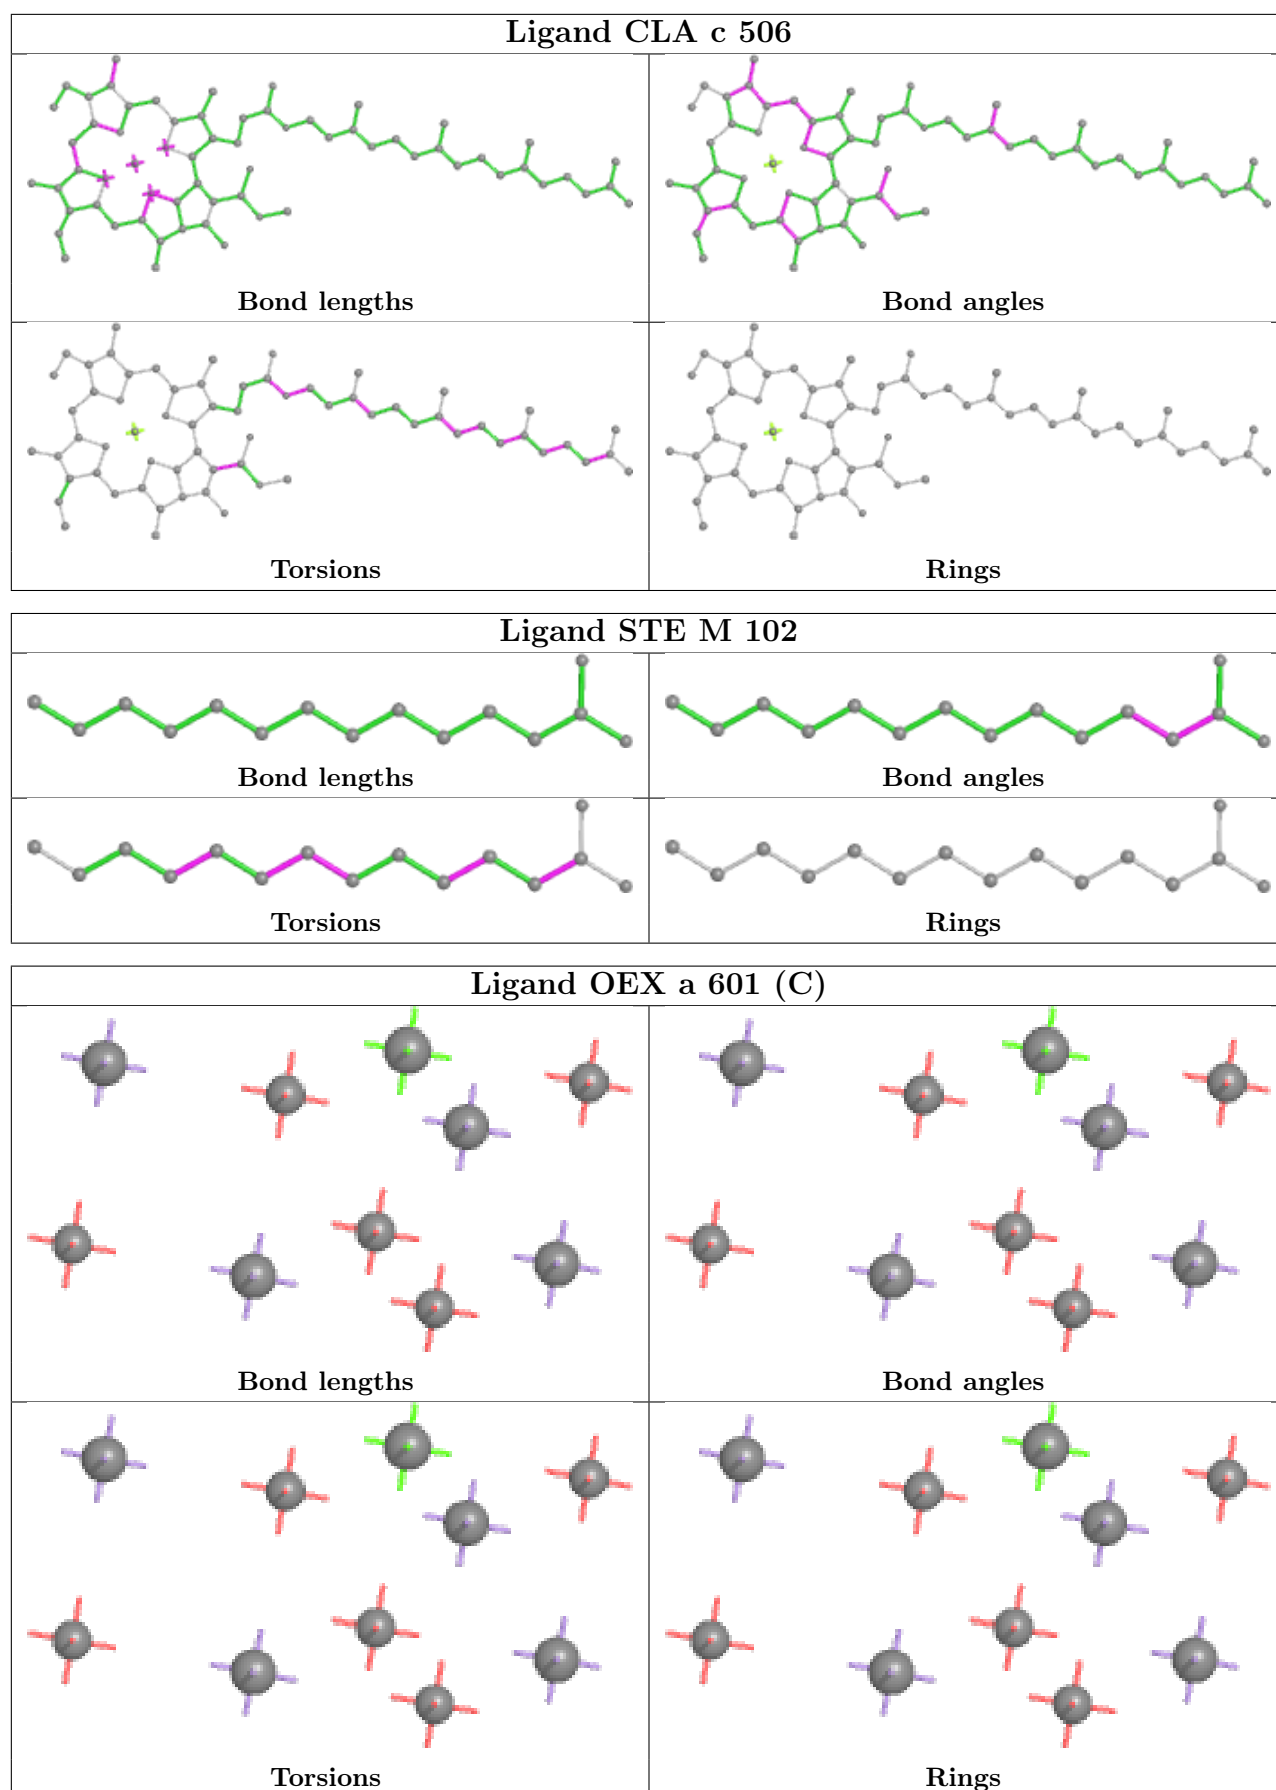 Ligand CLA c 506
Bond lengths
Bond angles
Torsions
Rings
Ligand STE M 102
Bond lengths
Bond angles
Torsions
Rings
Ligand OEX a 601 (C)
Bond lengths
Bond angles
Torsions
Rings